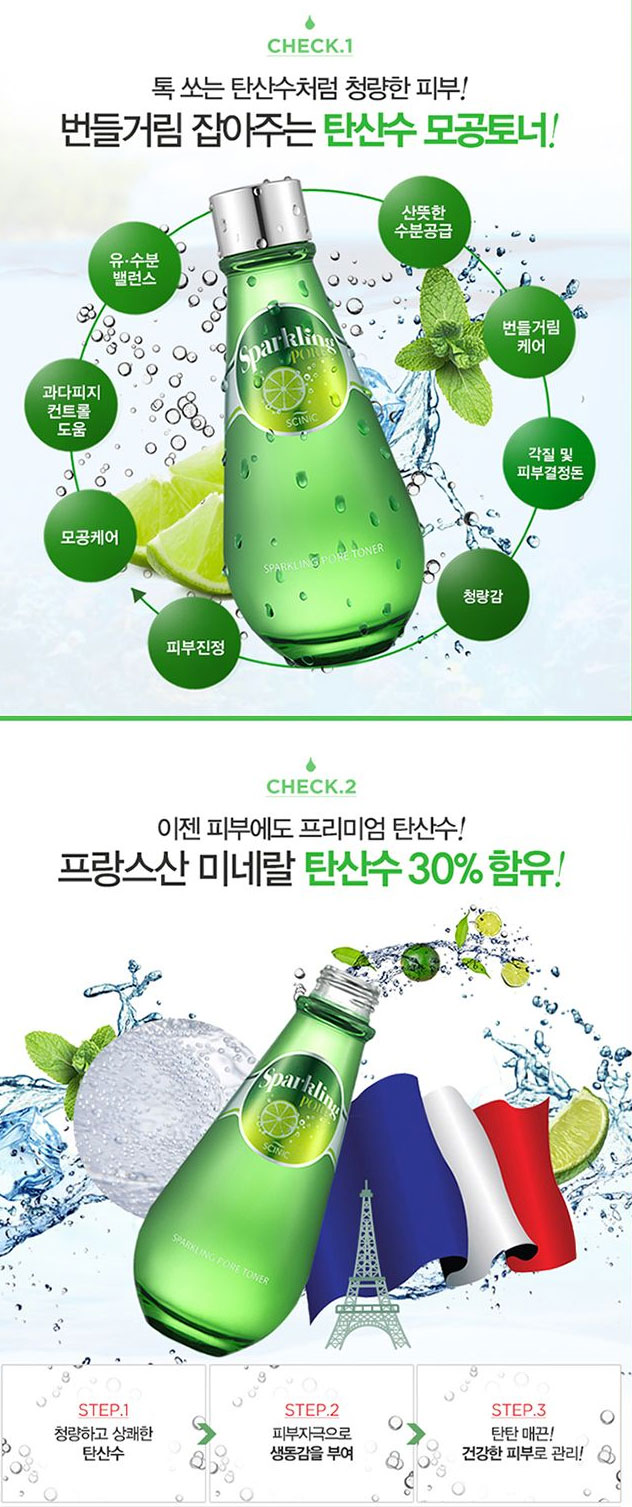 CHECK.1
톡 쏘는 탄산수처럼 청량한 피부!
번들거림 잡아주는 탄산수 모공토너!
산뜻한
수분공급
유·수분
밸런스
번들거림
케어
과다피지
컨트롤
도움
각질 및
피부결정돈
모공케어
청량감
피부진정
Sparkling
PORE
SCINIC
SPARKLING PORE TONER
CHECK.2
이젠 피부에도 프리미엄 탄산수!
프랑스산 미네랄 탄산수 30% 함유!
Sparkling
PORE
SCINIC
SPARKLING PORE TONER
STEP.1
청량하고 상쾌한
탄산수
STEP.2
피부자극으로
생동감을 부여
STEP.3
탄탄 매끈!
건강한 피부로 관리!